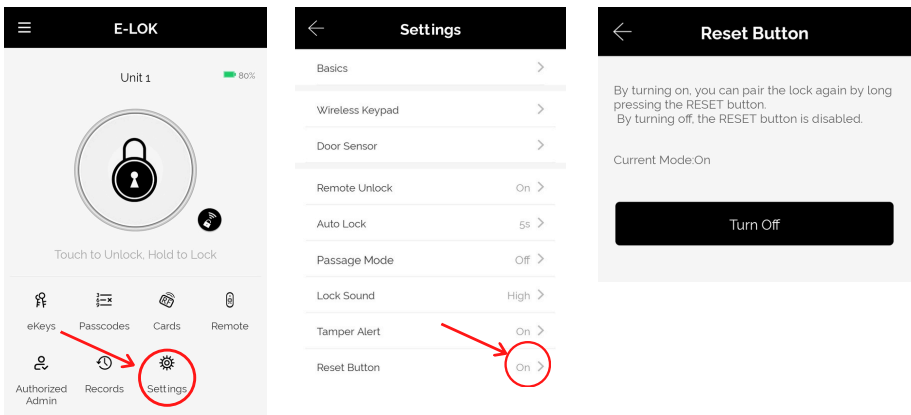 E-LOK
Unit 1
80%
Touch to Unlock, Hold to Lock
eKeys
Passcodes
Cards
Remote
Authorized
Admin
Records
Settings
Settings
Basics
Wireless Keypad
Door Sensor
Remote Unlock On
Auto Lock 5s
Passage Mode Off
Lock Sound High
Tamper Alert On
Reset Button On
Reset Button
By turning on, you can pair the lock again by long
pressing the RESET button.
By turning off, the RESET button is disabled.
Current Mode:On
Turn Off